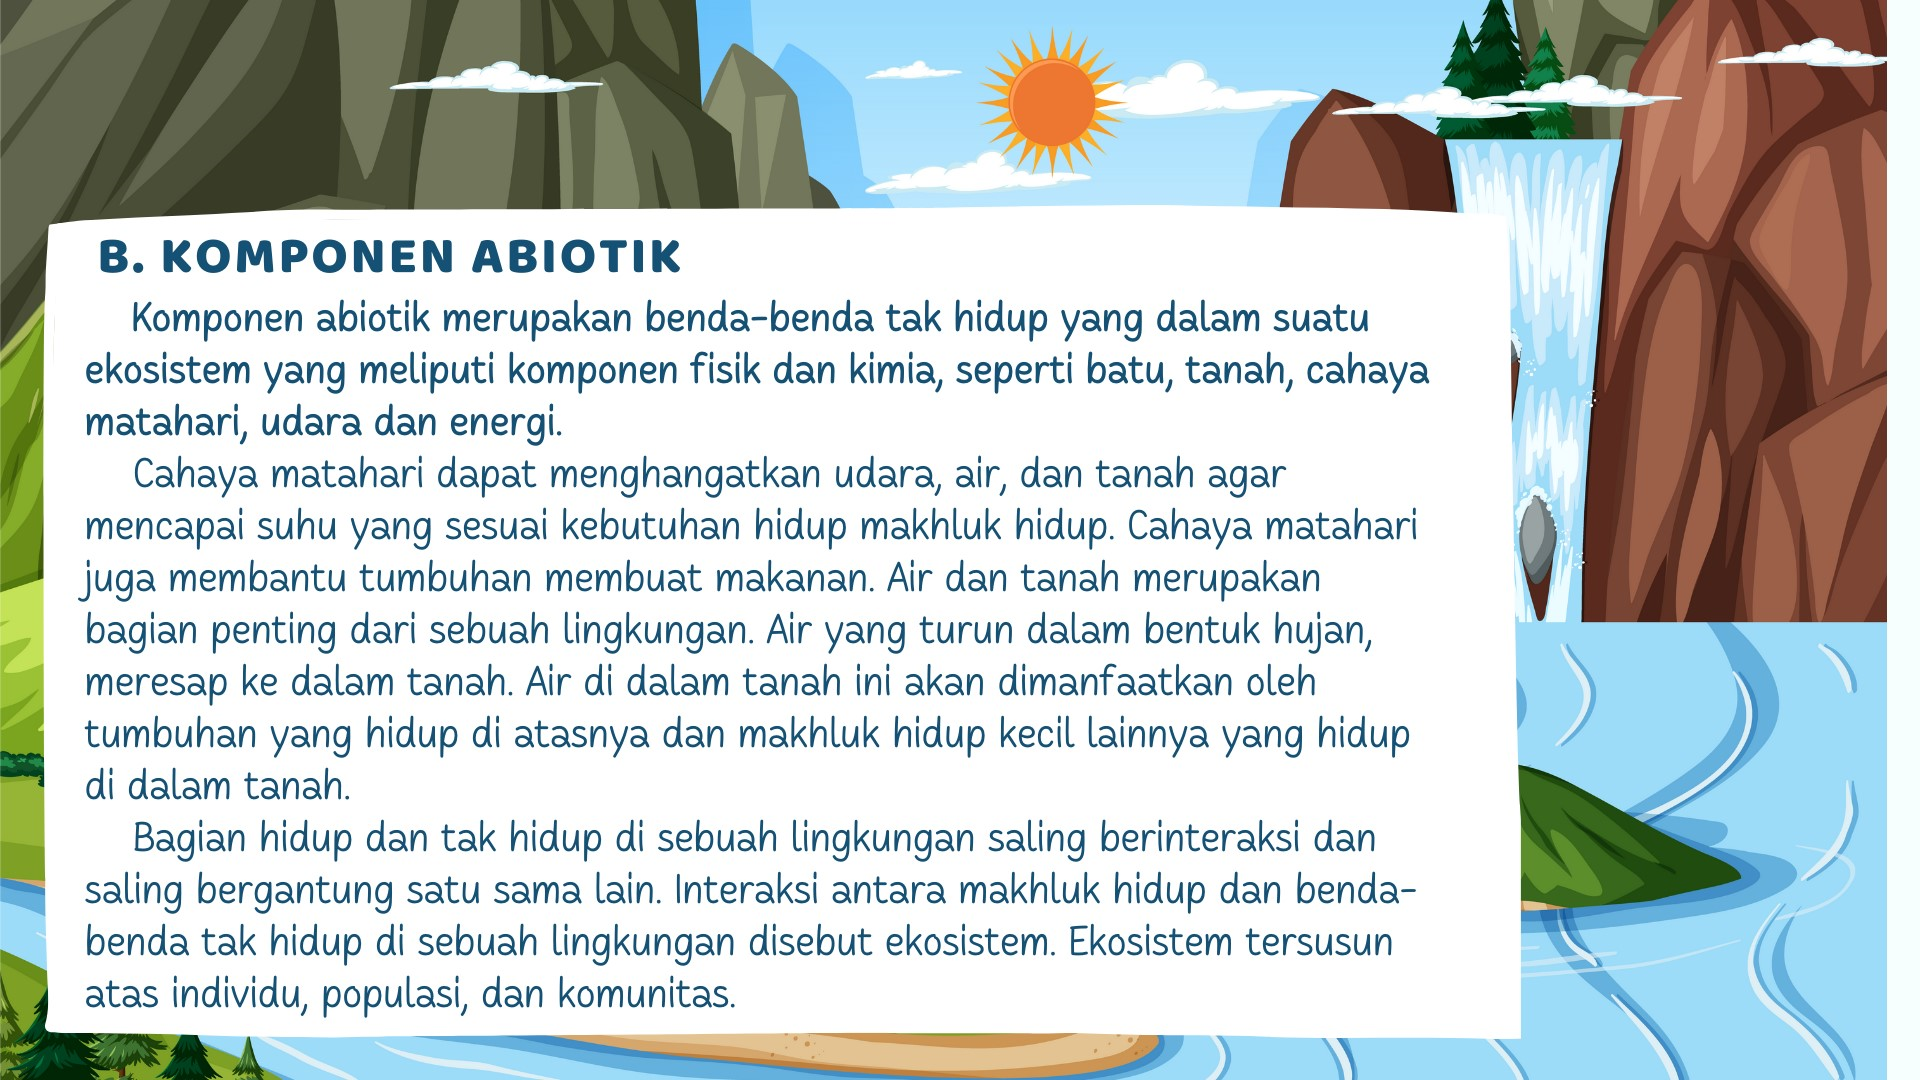 B. KOMPONEN ABIOTIK
Komponen abiotik merupakan benda-benda tak hidup yang dalam suatu
ekosistem yang meliputi komponen fisik dan kimia, seperti batu, tanah, cahaya
matahari, udara dan energi.
Cahaya matahari dapat menghangatkan udara, air, dan tanah agar
mencapai suhu yang sesuai kebutuhan hidup makhluk hidup. Cahaya matahari
juga membantu tumbuhan membuat makanan. Air dan tanah merupakan
bagian penting dari sebuah lingkungan. Air yang turun dalam bentuk hujan,
meresap ke dalam tanah. Air di dalam tanah ini akan dimanfaatkan oleh
tumbuhan yang hidup di atasnya dan makhluk hidup kecil lainnya yang hidup
di dalam tanah.
Bagian hidup dan tak hidup di sebuah lingkungan saling berinteraksi dan
saling bergantung satu sama lain. Interaksi antara makhluk hidup dan benda-
benda tak hidup di sebuah lingkungan disebut ekosistem. Ekosistem tersusun
atas individu, populasi, dan komunitas.